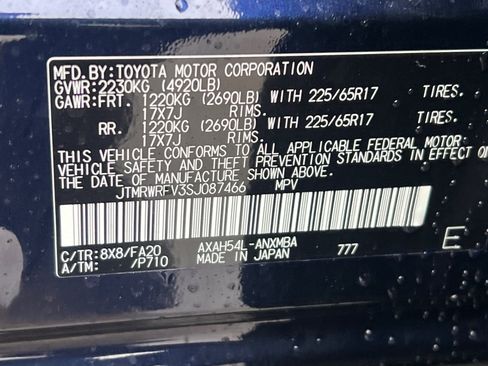 MFD.BY:TOYOTA MOTOR CORPORATION
GVWR:2230KG (4920LB)
GAWR:FRT. 1220KG (2690LB) WITH 225/65R17 TIRES.
17X7J RIMS.
RR. 1220KG (2690LB) WITH 225/65R17 TIRES.
17X7J RIMS.
THIS VEHICLE CONFORMS TO ALL APPLICABLE FEDERAL MOTOR
VEHICLE SAFETY AND THEFT PREVENTION STANDARDS IN EFFECT ON
THE DATE OF MANUFACTURE SHOWN ABOVE.
JTMRWRFV3SJ087466 MPV
C/TR: 8X8/FA20 AXAH54L-ANXMBA 777 E
A/TM: /P710 MADE IN JAPAN